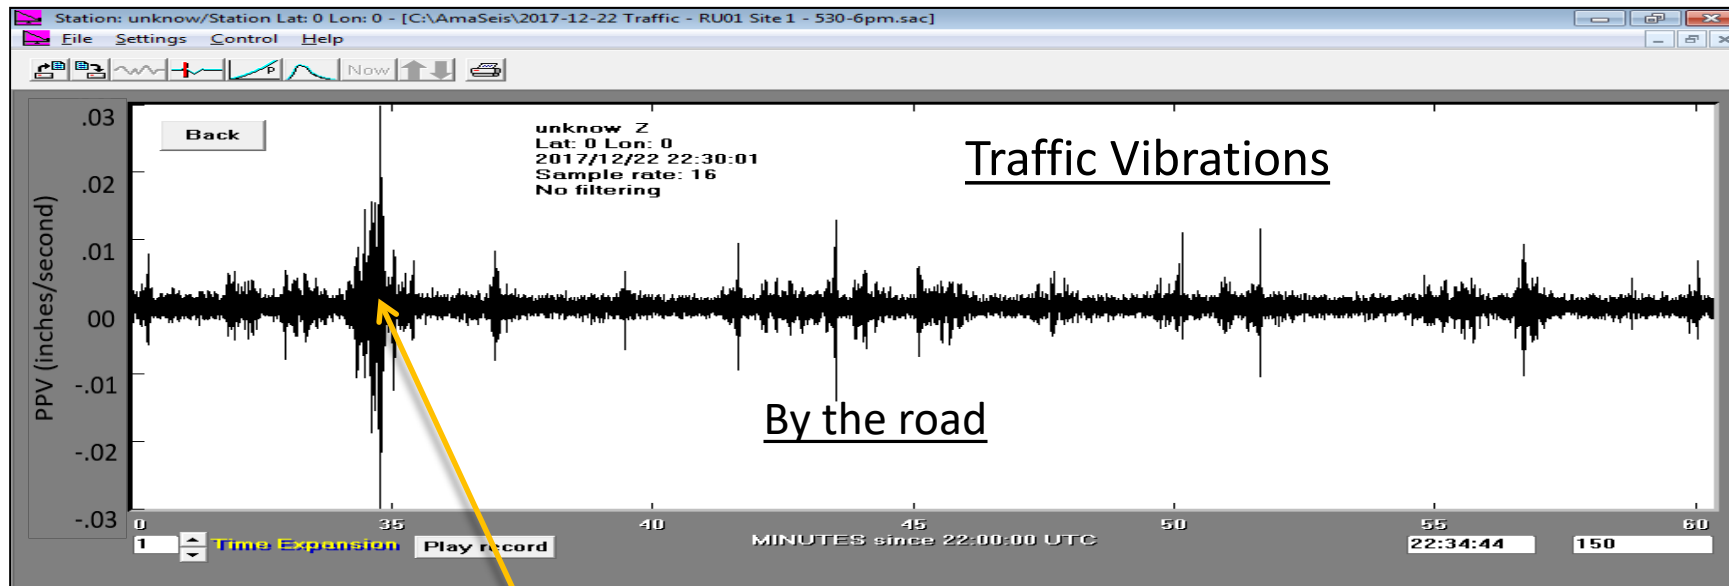 Station: unknow/Station Lat: 0 Lon: 0 - [C:\AmaSeis\2017-12-22 Traffic - RU01 Site 1 - 530-6pm.sac]
File Settings Control Help
P Now
.03
.02
.01
00
-.01
-.02
-.03
PPV (inches/second)
Back
unknow Z
Lat: 0 Lon: 0
2017/12/22 22:30:01
Sample rate: 16
No filtering
Traffic Vibrations
By the road
0 35 40 45 50 55 60
1 Time Expansion Play record MINUTES since 22:00:00 UTC 22:34:44 150